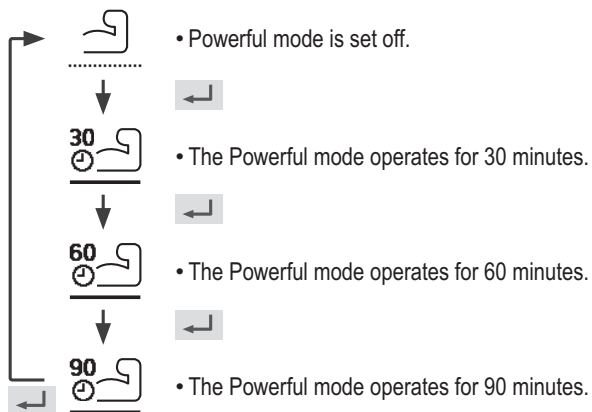 • Powerful mode is set off.
30
• The Powerful mode operates for 30 minutes.
60
• The Powerful mode operates for 60 minutes.
90
• The Powerful mode operates for 90 minutes.